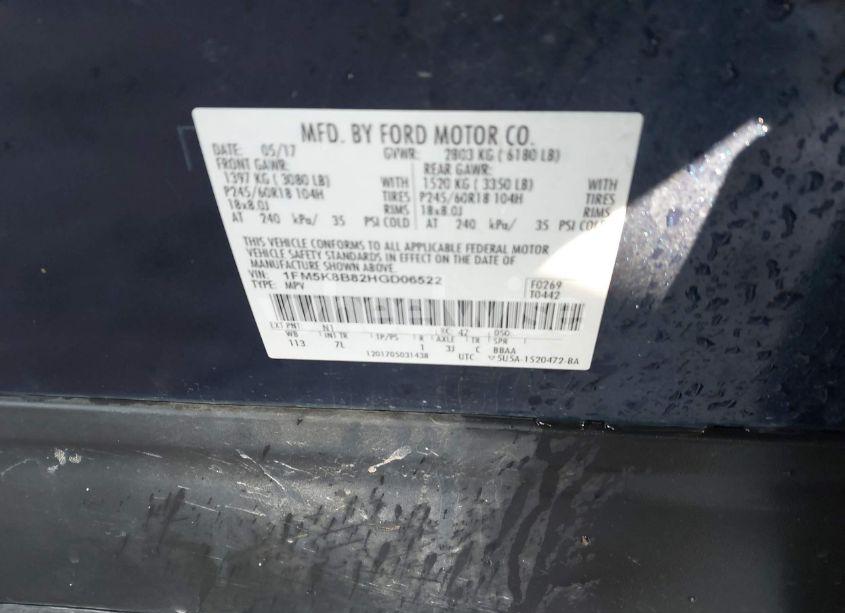 MFD. BY FORD MOTOR CO.
DATE: 05/17 GVWR: 2803 KG ( 6180 LB)
FRONT GAWR: REAR GAWR:
1397 KG ( 3080 LB) WITH 1520 KG ( 3350 LB) WITH
P245/60R18 104H TIRES P245/60R18 104H TIRES
18x8.0J RIMS 18x8.0J RIMS
AT 240 kPa/ 35 PSI COLD AT 240 kPa/ 35 PSI COLD
THIS VEHICLE CONFORMS TO ALL APPLICABLE FEDERAL MOTOR
VEHICLE SAFETY STANDARDS IN EFFECT ON THE DATE OF
MANUFACTURE SHOWN ABOVE.
VIN: 1FM5K8B82HGD06522 F0269
TYPE: MPV T0442
EXT PNT: N1 RC: 42 DSO:
WB INT TR TP/PS R AXLE TR SPR
113 7L 1 3J C BBAA
1201705031438 UTC 5U5A-1520472-BA